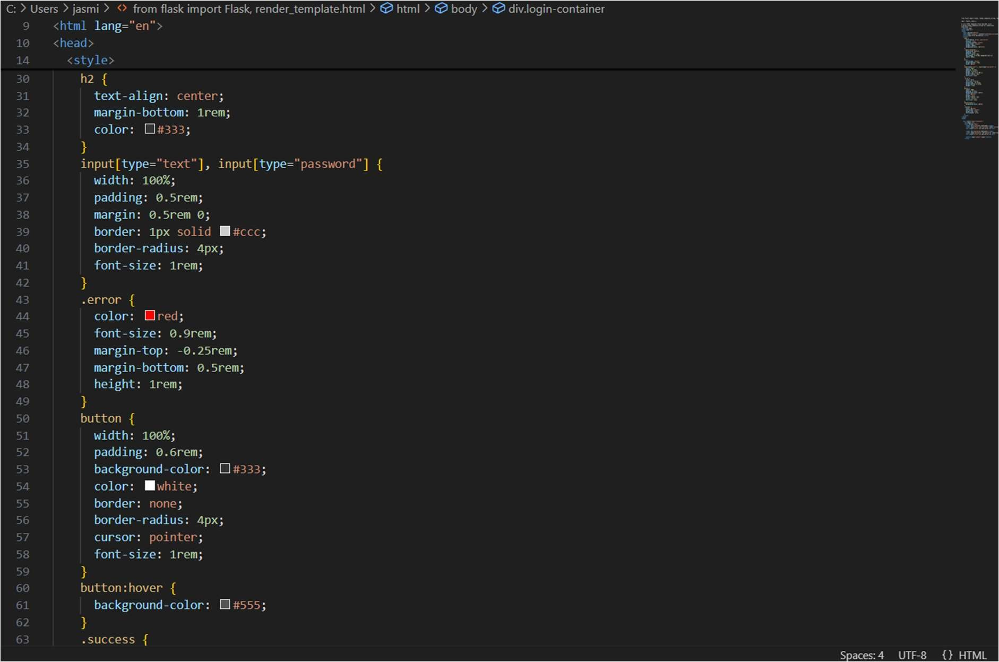 C: > Users > jasmi > <> from flask import Flask, render_template.html > html > body > div.login-container
9 <html lang="en">
10 <head>
14 <style>
30 h2 {
31 text-align: center;
32 margin-bottom: 1rem;
33 color: #333;
34 }
35 input[type="text"], input[type="password"] {
36 width: 100%;
37 padding: 0.5rem;
38 margin: 0.5rem 0;
39 border: 1px solid #ccc;
40 border-radius: 4px;
41 font-size: 1rem;
42 }
43 .error {
44 color: red;
45 font-size: 0.9rem;
46 margin-top: -0.25rem;
47 margin-bottom: 0.5rem;
48 height: 1rem;
49 }
50 button {
51 width: 100%;
52 padding: 0.6rem;
53 background-color: #333;
54 color: white;
55 border: none;
56 border-radius: 4px;
57 cursor: pointer;
58 font-size: 1rem;
59 }
60 button:hover {
61 background-color: #555;
62 }
63 .success {
Spaces: 4 UTF-8 {} HTML